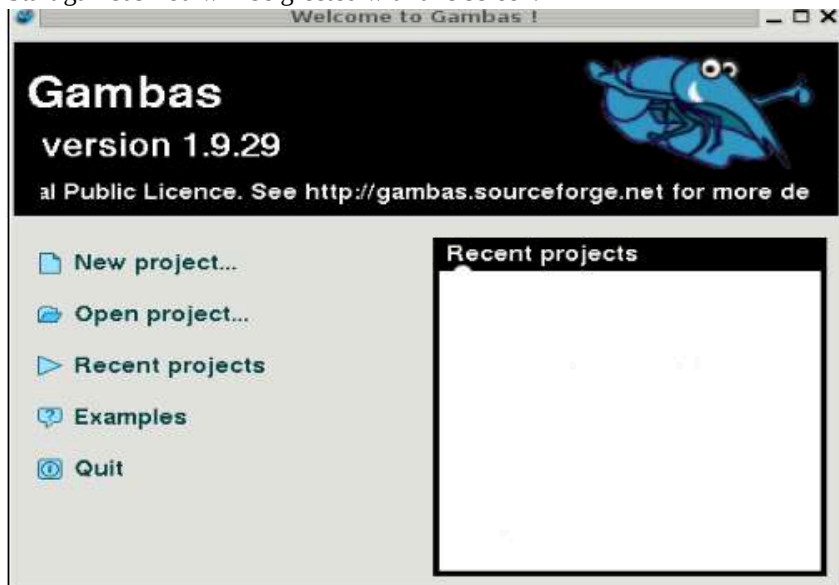 Welcome to Gambas !
Gambas
version 1.9.29
al Public Licence. See http://gambas.sourceforge.net for more de
New project...
Open project...
Recent projects
Examples
Quit
Recent projects